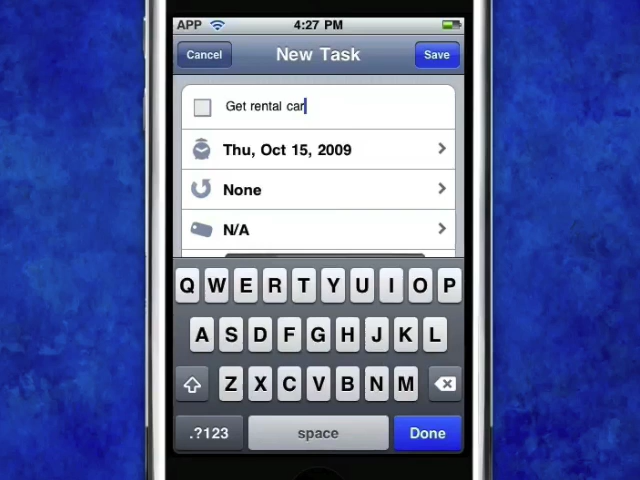 APP 4:27 PM
Cancel New Task Save
Get rental car
Thu, Oct 15, 2009
None
N/A
Q W E R T Y U I O P
A S D F G H J K L
Z X C V B N M
.?123 space Done